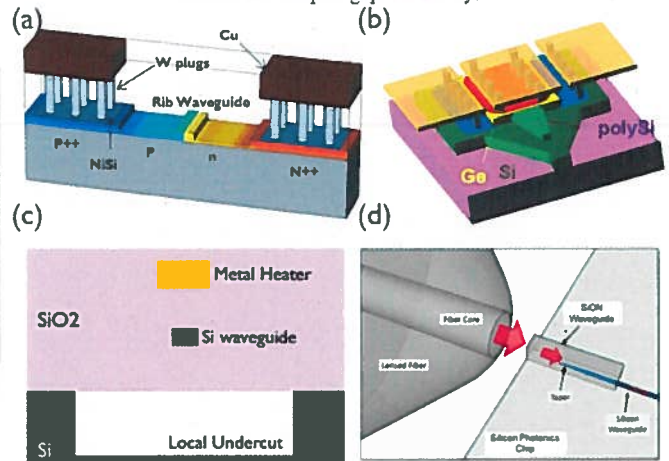 (a)
Cu
W plugs
Rib Waveguide
P++
NiSi
P
n
N++
(b)
polySi
Ge
Si
(c)
Metal Heater
SiO2
Si waveguide
Si
Local Undercut
(d)
Fiber Core
Lensed Fiber
SiON
Waveguide
Taper
Silicon
Waveguide
Silicon Photonics
Chip